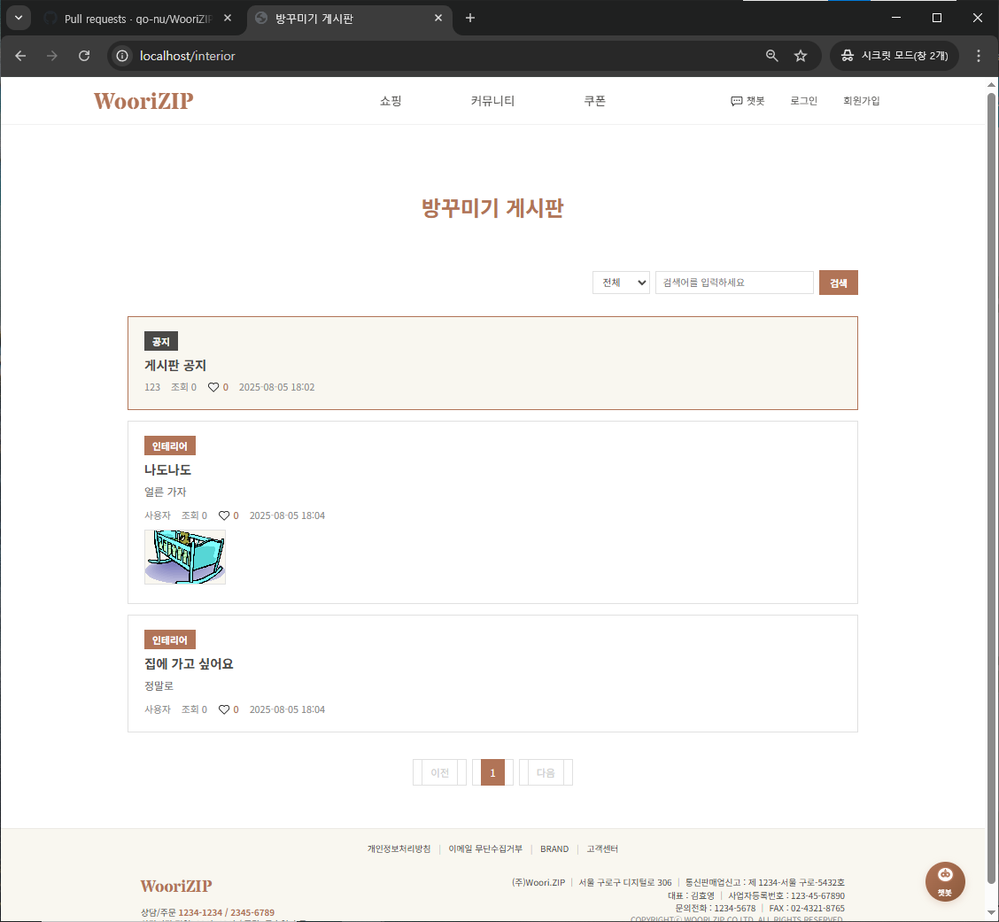 Pull requests · qo-nu/WooriZIP
방꾸미기 게시판
localhost/interior
시크릿 모드(창 2개)
WooriZIP
쇼핑
커뮤니티
쿠폰
챗봇
로그인
회원가입
방꾸미기 게시판
전체
검색어를 입력하세요
검색
공지
게시판 공지
123 조회 0 0 2025-08-05 18:02
인테리어
나도나도
얼른 가자
사용자 조회 0 0 2025-08-05 18:04
인테리어
집에 가고 싶어요
정말로
사용자 조회 0 0 2025-08-05 18:04
이전 1 다음
개인정보처리방침 | 이메일 무단수집거부 | BRAND | 고객센터
WooriZIP
상담/주문 1234-1234 / 2345-6789
(주)Woori.ZIP | 서울 구로구 디지털로 306 | 통신판매업신고 : 제 1234-서울 구로-5432호
대표 : 김효영 | 사업자등록번호 : 123-45-67890
문의전화 : 1234-5678 | FAX : 02-4321-8765
COPYRIGHTⓒ WOORI.ZIP CO.LTD. ALL RIGHTS RESERVED.
챗봇